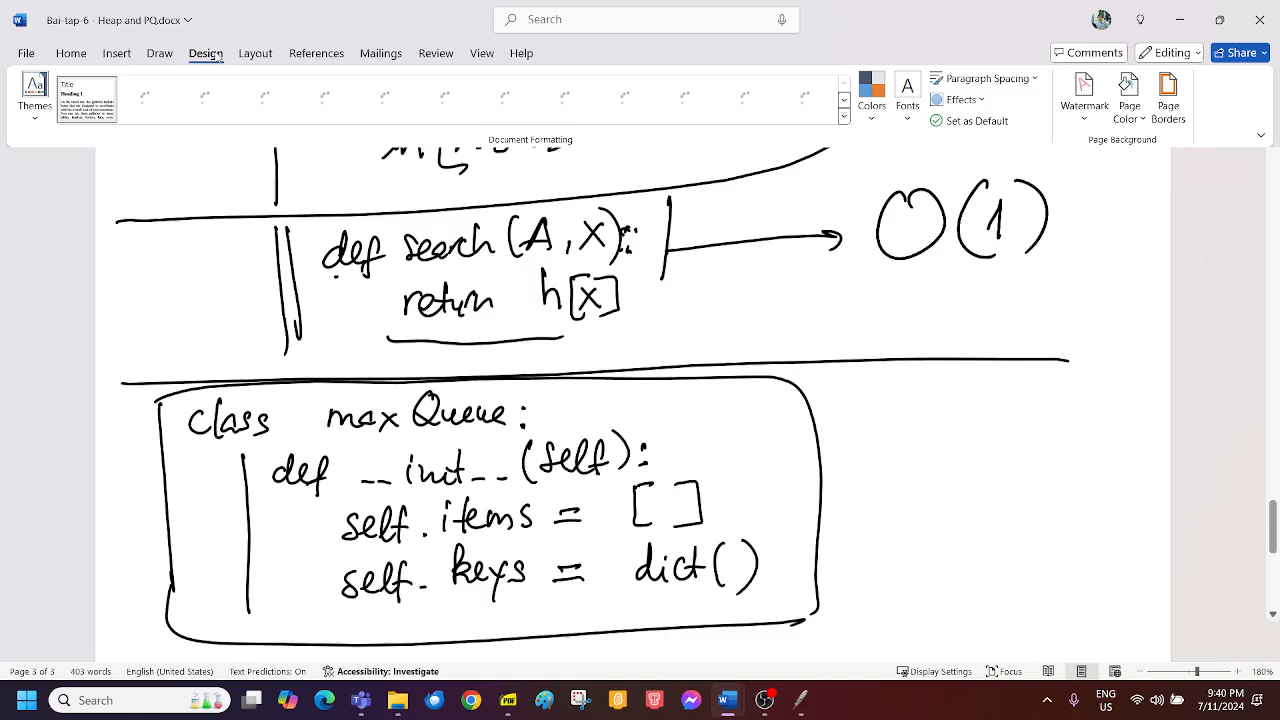 Bai-tap-6 - Heap and PQ.docx
Search
File Home Insert Draw Design Layout References Mailings Review View Help
Comments Editing Share
Themes
Title
Heading 1
Colors
Fonts
Paragraph Spacing
Effects
Set as Default
Watermark
Page Color
Page Borders
Document Formatting
Page Background
def search(A, X):
return h[x]
O(1)
class maxQueue:
def __init__(self):
self.items = [ ]
self.keys = dict()
Page 3 of 3 403 words English (United States) Text Predictions: On Accessibility: Investigate Display Settings Focus 180%
Search
ENG
US
9:40 PM
7/11/2024